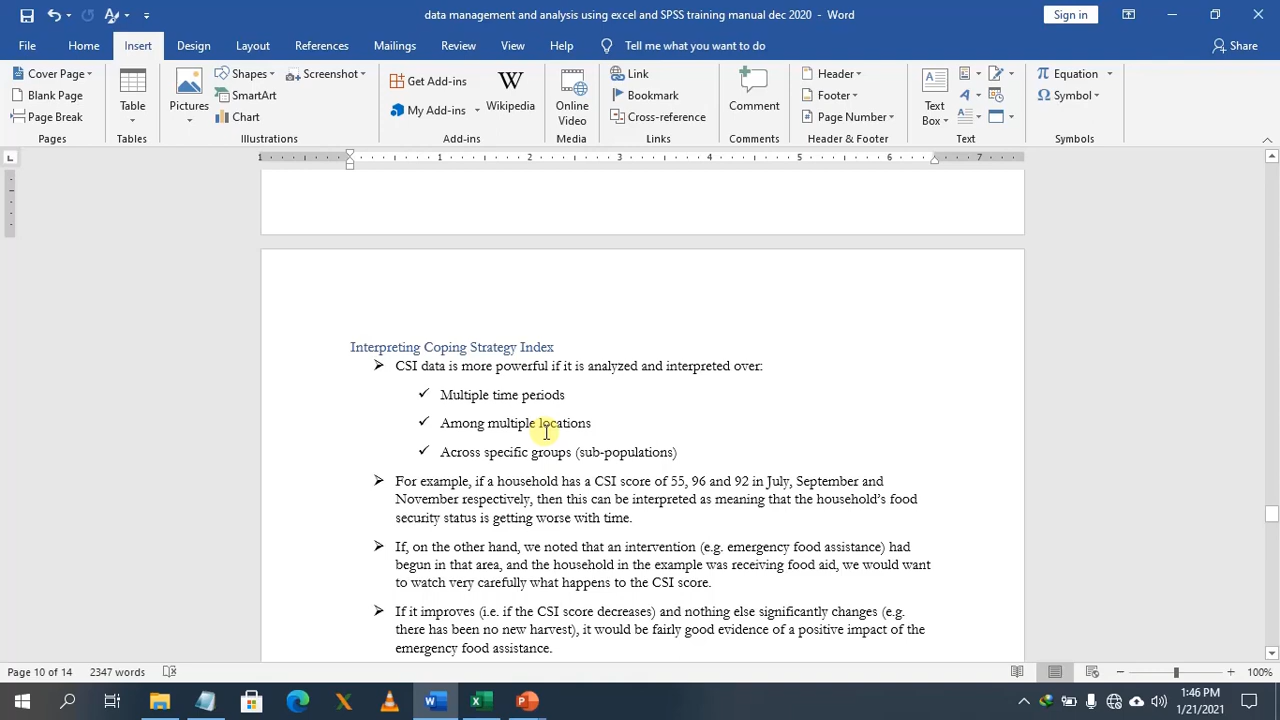 data management and analysis using excel and SPSS training manual dec 2020 – Word
Sign in
File Home Insert Design Layout References Mailings Review View Help Tell me what you want to do Share
Cover Page
Blank Page
Page Break
Pages
Table
Tables
Pictures
Shapes
SmartArt
Chart
Screenshot
Illustrations
Get Add-ins
My Add-ins
W
Wikipedia
Add-ins
Online
Video
Media
Link
Bookmark
Cross-reference
Links
Comment
Comments
Header
Footer
Page Number
Header & Footer
Text
Box
Text
Equation
Symbol
Symbols
1 1 2 3 4 5 6 7
Interpreting Coping Strategy Index
CSI data is more powerful if it is analyzed and interpreted over:
Multiple time periods
Among multiple locations
Across specific groups (sub-populations)
For example, if a household has a CSI score of 55, 96 and 92 in July, September and
November respectively, then this can be interpreted as meaning that the household's food
security status is getting worse with time.
If, on the other hand, we noted that an intervention (e.g. emergency food assistance) had
begun in that area, and the household in the example was receiving food aid, we would want
to watch very carefully what happens to the CSI score.
If it improves (i.e. if the CSI score decreases) and nothing else significantly changes (e.g.
there has been no new harvest), it would be fairly good evidence of a positive impact of the
emergency food assistance.
Page 10 of 14 2347 words 100%
1:46 PM
1/21/2021